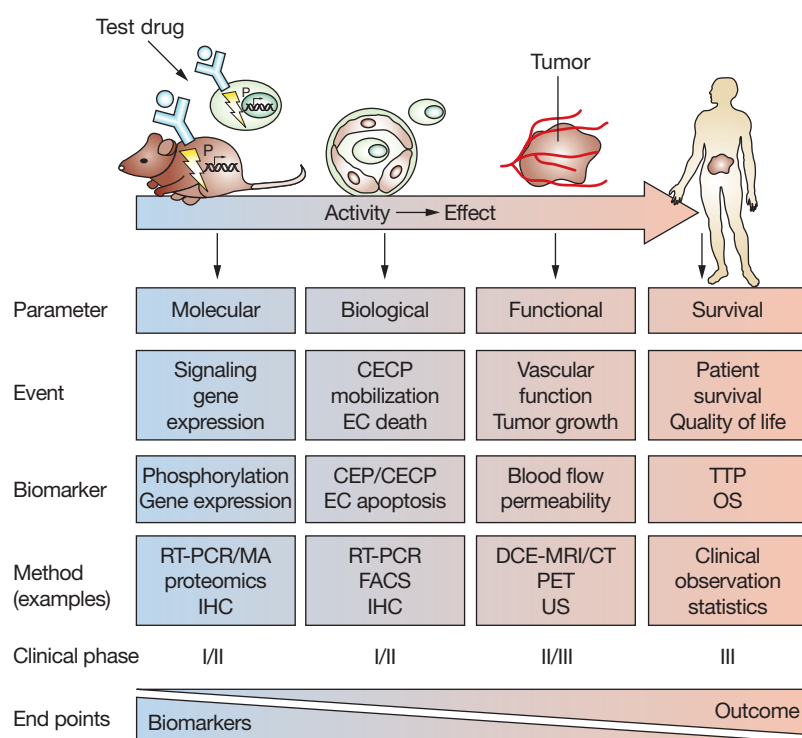 Test drug
P
P
Tumor
Activity → Effect
Parameter
Molecular
Biological
Functional
Survival
Event
Signaling
gene
expression
CECP
mobilization
EC death
Vascular
function
Tumor growth
Patient
survival
Quality of life
Biomarker
Phosphorylation
Gene expression
CEP/CECP
EC apoptosis
Blood flow
permeability
TTP
OS
Method
(examples)
RT-PCR/MA
proteomics
IHC
RT-PCR
FACS
IHC
DCE-MRI/CT
PET
US
Clinical
observation
statistics
Clinical phase
I/II
I/II
II/III
III
End points
Biomarkers
Outcome